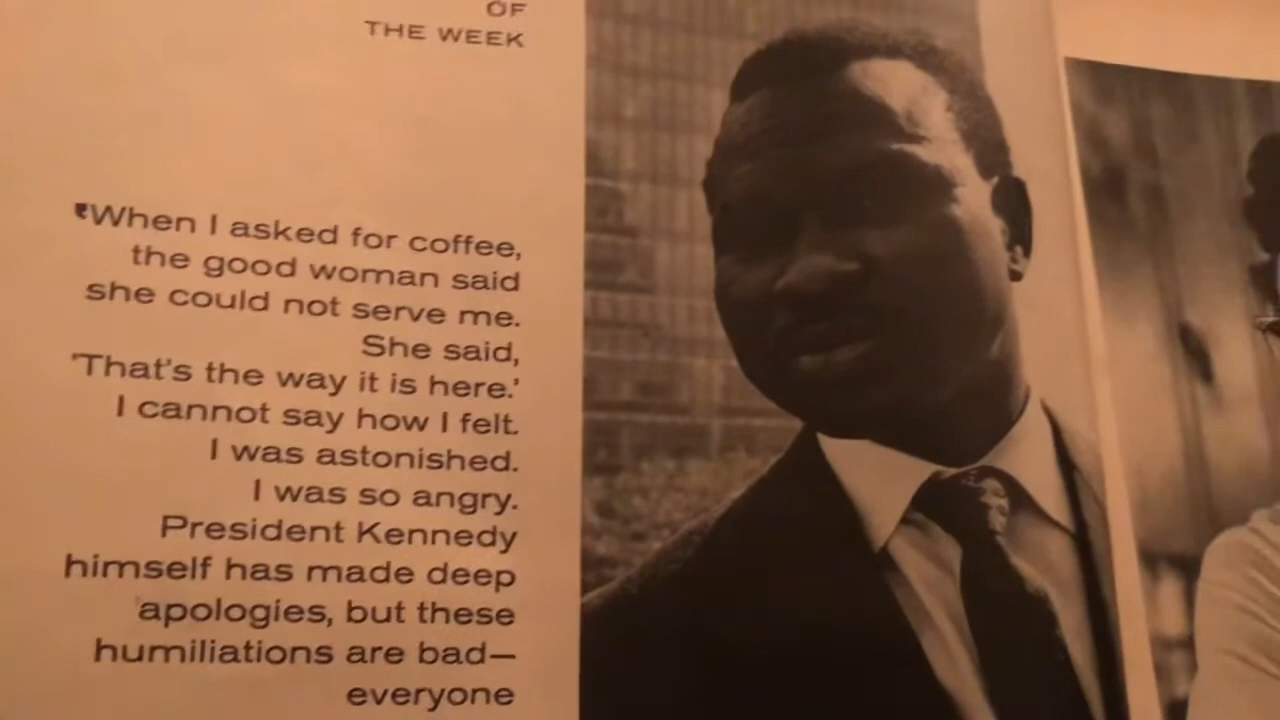 OF
THE WEEK
"When I asked for coffee,
the good woman said
she could not serve me.
She said,
'That's the way it is here.'
I cannot say how I felt.
I was astonished.
I was so angry.
President Kennedy
himself has made deep
apologies, but these
humiliations are bad—
everyone